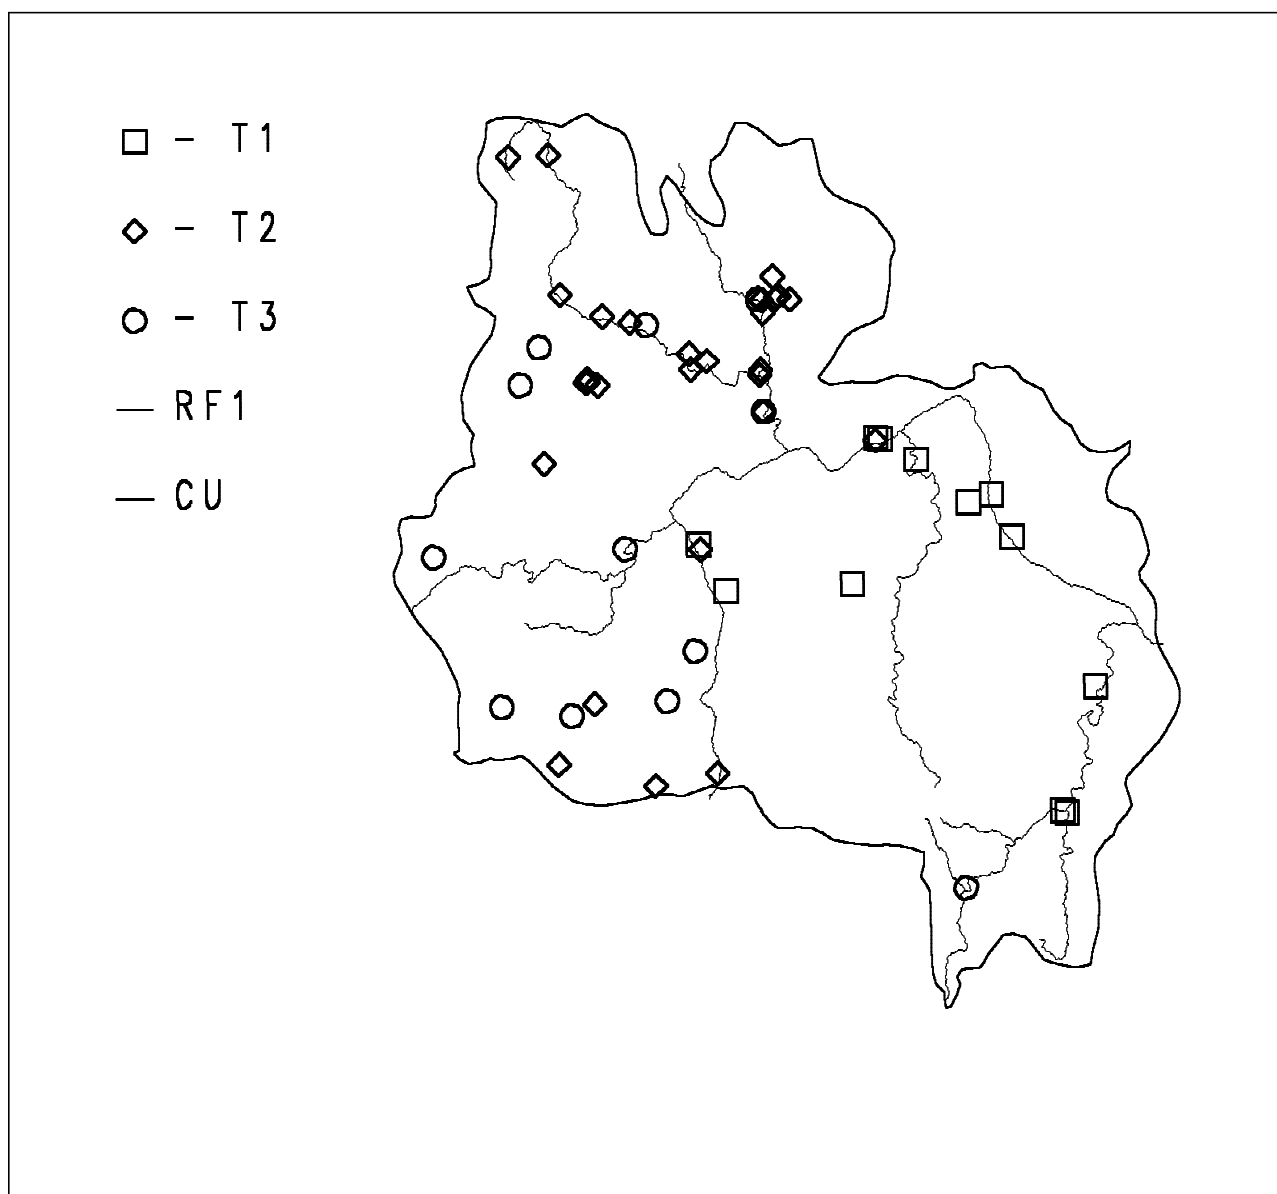 — T1
— T2
— T3
— RF1
— CU